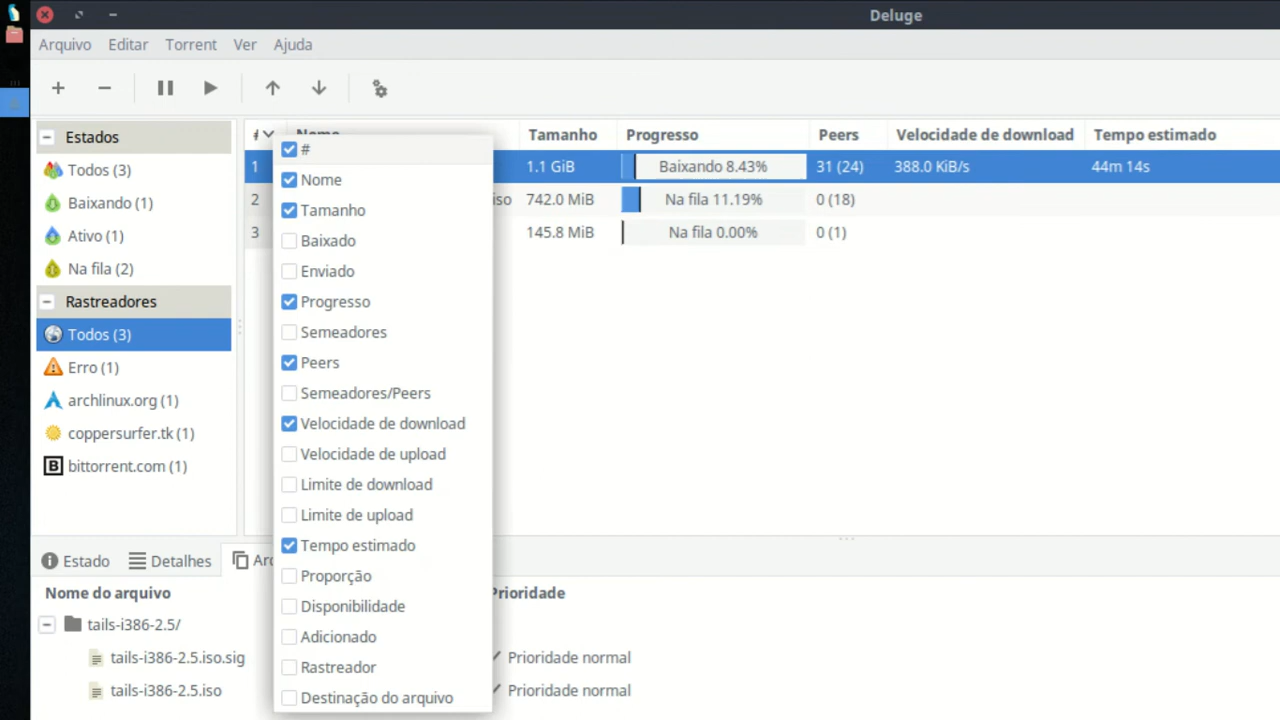 Deluge
Arquivo Editar Torrent Ver Ajuda
Estados
Todos (3)
Baixando (1)
Ativo (1)
Na fila (2)
Rastreadores
Todos (3)
Erro (1)
archlinux.org (1)
coppersurfer.tk (1)
bittorrent.com (1)
# Nome Tamanho Progresso Peers Velocidade de download Tempo estimado
1 1.1 GiB Baixando 8.43% 31 (24) 388.0 KiB/s 44m 14s
2 iso 742.0 MiB Na fila 11.19% 0 (18)
3 145.8 MiB Na fila 0.00% 0 (1)
#
Nome
Tamanho
Baixado
Enviado
Progresso
Semeadores
Peers
Semeadores/Peers
Velocidade de download
Velocidade de upload
Limite de download
Limite de upload
Tempo estimado
Proporção
Disponibilidade
Adicionado
Rastreador
Destinação do arquivo
Estado Detalhes Arc
Nome do arquivo Prioridade
tails-i386-2.5/
tails-i386-2.5.iso.sig Prioridade normal
tails-i386-2.5.iso Prioridade normal